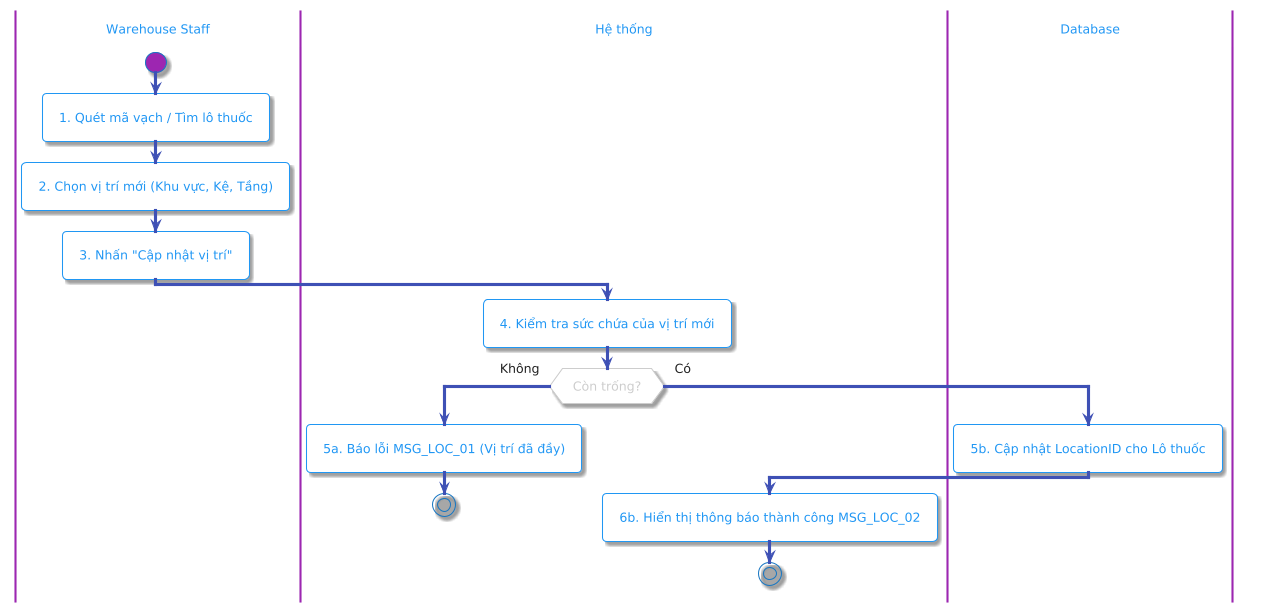 Warehouse Staff
Hệ thống
Database
1. Quét mã vạch / Tìm lô thuốc
2. Chọn vị trí mới (Khu vực, Kệ, Tầng)
3. Nhấn "Cập nhật vị trí"
4. Kiểm tra sức chứa của vị trí mới
Không
Còn trống?
Có
5a. Báo lỗi MSG_LOC_01 (Vị trí đã đầy)
5b. Cập nhật LocationID cho Lô thuốc
6b. Hiển thị thông báo thành công MSG_LOC_02